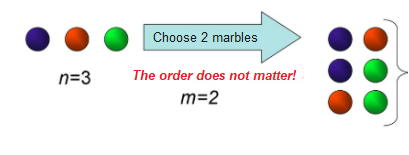 Choose 2 marbles
n=3
The order does not matter!
m=2